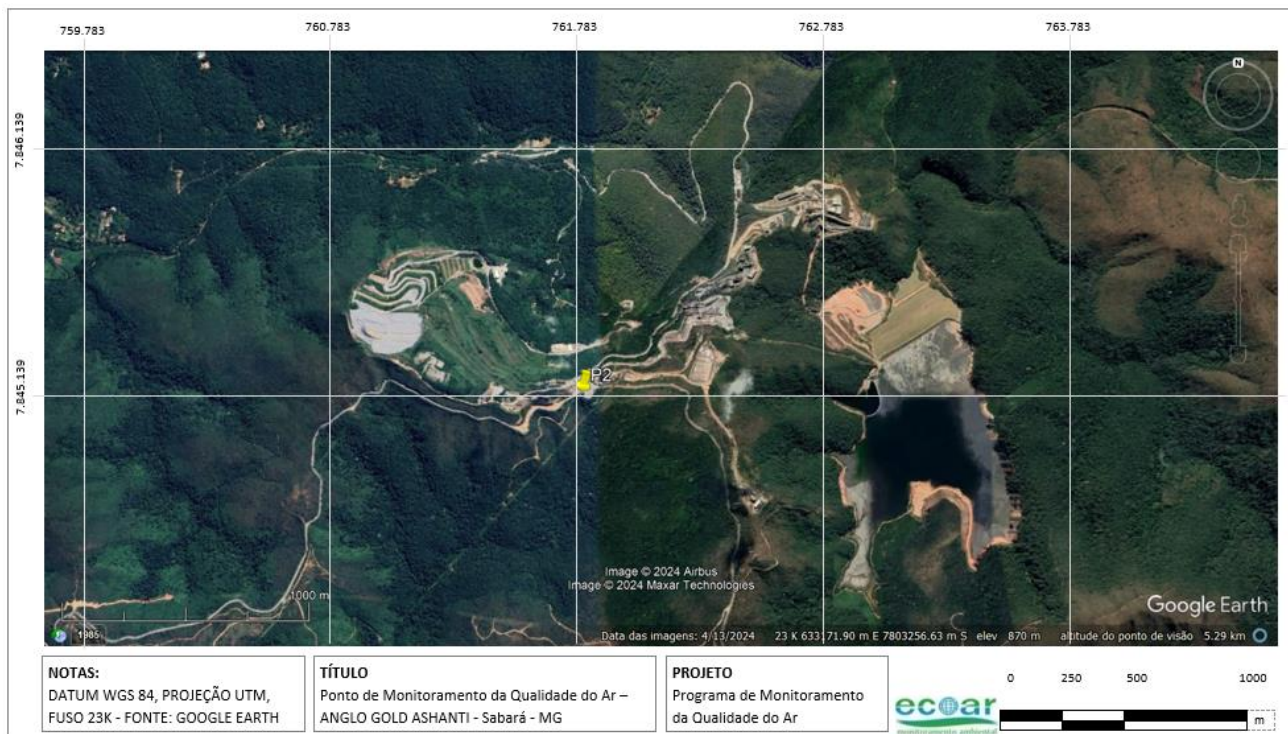 759.783
760.783
761.783
762.783
763.783
N
7.846.139
7.845.139
P2
1000 m
1985
Image © 2024 Airbus
Image © 2024 Maxar Technologies
Google Earth
Data das imagens: 4/13/2024 23 K 633171.90 m E 7803256.63 m S elev 870 m altitude do ponto de visão 5.29 km
NOTAS:
DATUM WGS 84, PROJEÇÃO UTM,
FUSO 23K - FONTE: GOOGLE EARTH
TÍTULO
Ponto de Monitoramento da Qualidade do Ar –
ANGLO GOLD ASHANTI - Sabará - MG
PROJETO
Programa de Monitoramento
da Qualidade do Ar
ecoar
monitoramento ambiental
0 250 500 1000
m